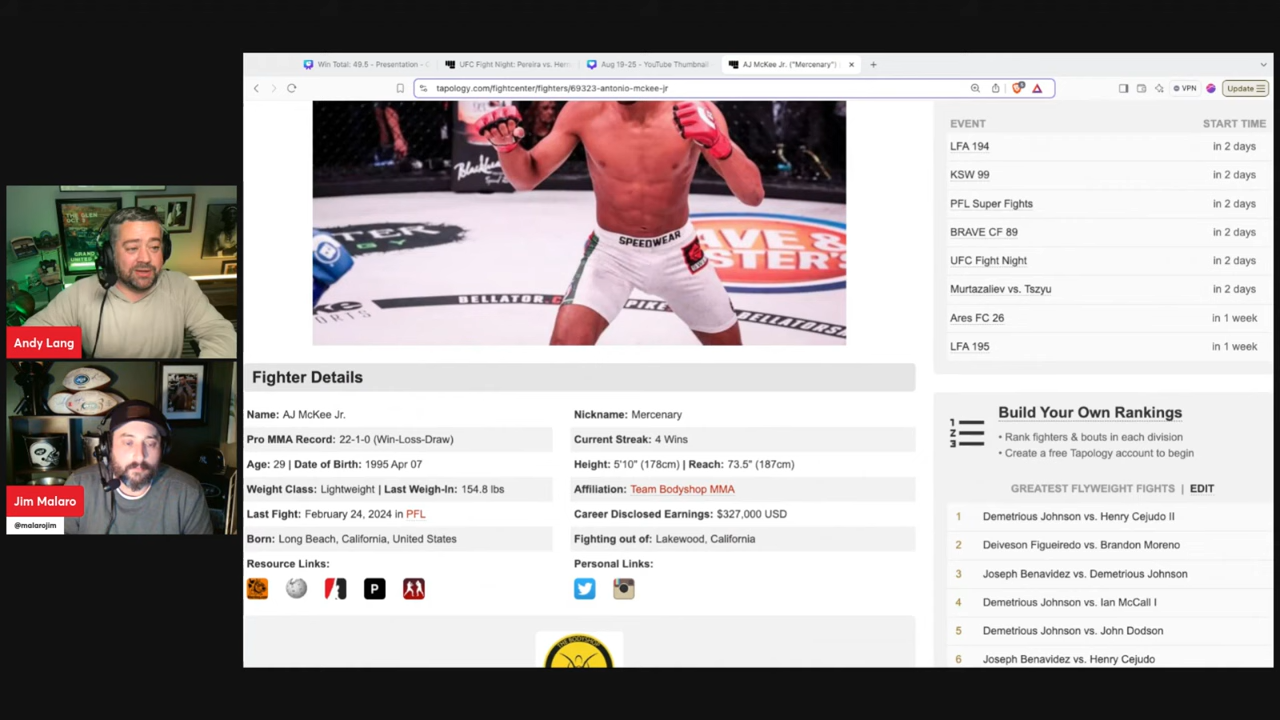 Win Total: 49.5 - Presentation - C
UFC Fight Night: Pereira vs. Hern
Aug 19-25 - YouTube Thumbnail
AJ McKee Jr. ("Mercenary")
tapology.com/fightcenter/fighters/69323-antonio-mckee-jr
VPN
Update
SPEEDWEAR
AVE &
STER'S
BELLATOR.C
PIKE
BELLATORS
EVENT START TIME
LFA 194 in 2 days
KSW 99 in 2 days
PFL Super Fights in 2 days
BRAVE CF 89 in 2 days
UFC Fight Night in 2 days
Murtazaliev vs. Tszyu in 2 days
Ares FC 26 in 1 week
LFA 195 in 1 week
Andy Lang
Jim Malaro
@malarojim
Fighter Details
Name: AJ McKee Jr. Nickname: Mercenary
Pro MMA Record: 22-1-0 (Win-Loss-Draw) Current Streak: 4 Wins
Age: 29 | Date of Birth: 1995 Apr 07 Height: 5'10" (178cm) | Reach: 73.5" (187cm)
Weight Class: Lightweight | Last Weigh-In: 154.8 lbs Affiliation: Team Bodyshop MMA
Last Fight: February 24, 2024 in PFL Career Disclosed Earnings: $327,000 USD
Born: Long Beach, California, United States Fighting out of: Lakewood, California
Resource Links: Personal Links:
P
Build Your Own Rankings
• Rank fighters & bouts in each division
• Create a free Tapology account to begin
GREATEST FLYWEIGHT FIGHTS | EDIT
1 Demetrious Johnson vs. Henry Cejudo II
2 Deiveson Figueiredo vs. Brandon Moreno
3 Joseph Benavidez vs. Demetrious Johnson
4 Demetrious Johnson vs. Ian McCall I
5 Demetrious Johnson vs. John Dodson
6 Joseph Benavidez vs. Henry Cejudo